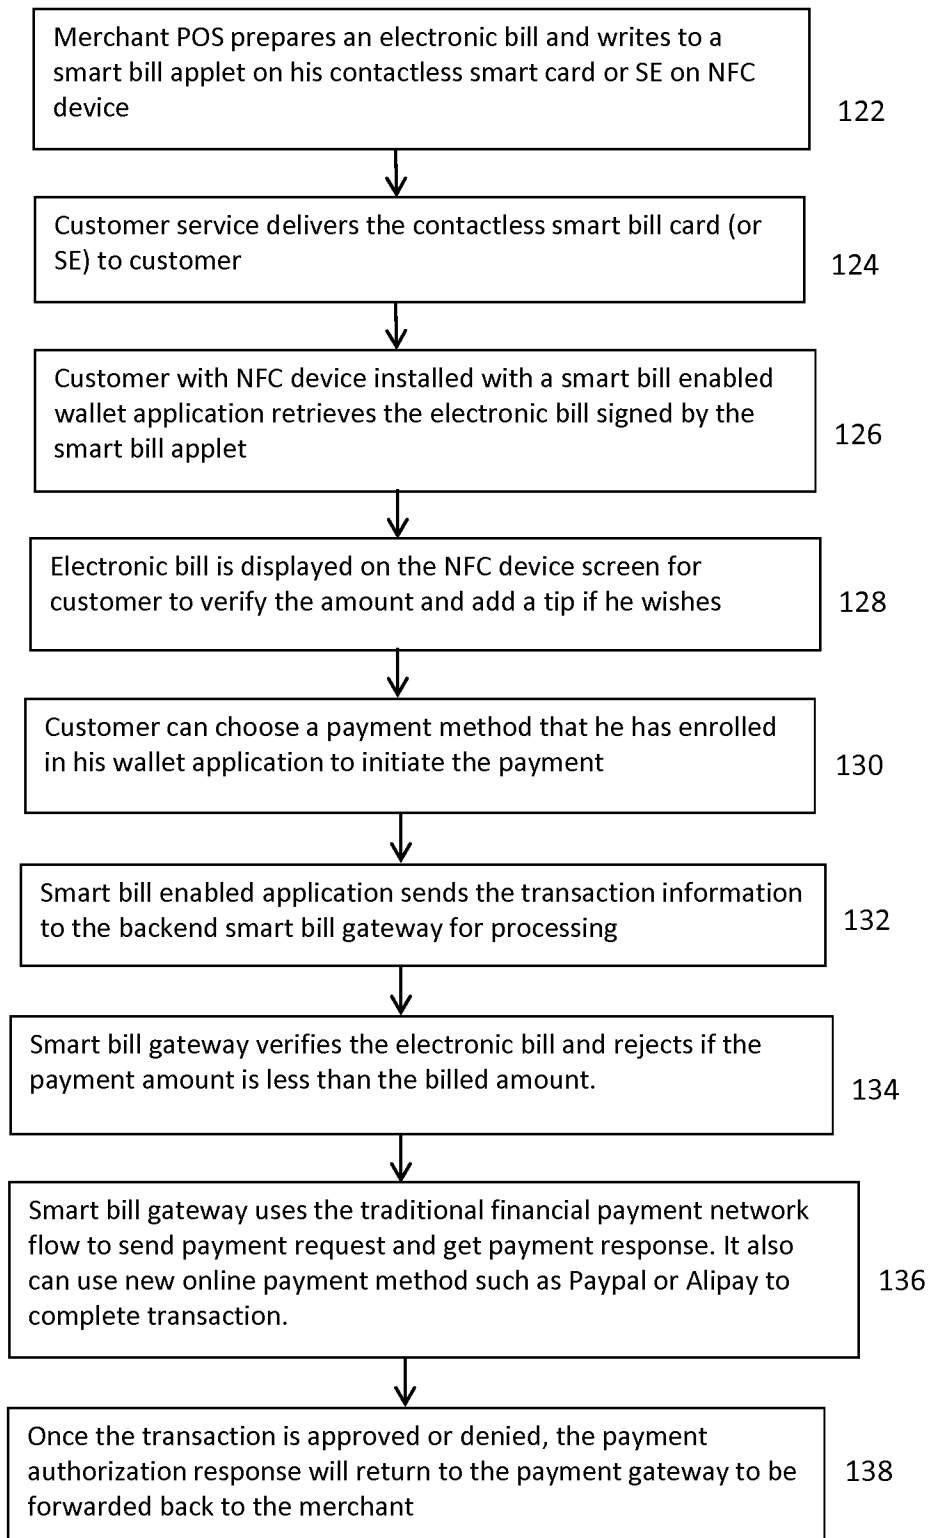 Merchant POS prepares an electronic bill and writes to a
smart bill applet on his contactless smart card or SE on NFC
device
122
Customer service delivers the contactless smart bill card (or
SE) to customer
124
Customer with NFC device installed with a smart bill enabled
wallet application retrieves the electronic bill signed by the
smart bill applet
126
Electronic bill is displayed on the NFC device screen for
customer to verify the amount and add a tip if he wishes
128
Customer can choose a payment method that he has enrolled
in his wallet application to initiate the payment
130
Smart bill enabled application sends the transaction information
to the backend smart bill gateway for processing
132
Smart bill gateway verifies the electronic bill and rejects if the
payment amount is less than the billed amount.
134
Smart bill gateway uses the traditional financial payment network
flow to send payment request and get payment response. It also
can use new online payment method such as Paypal or Alipay to
complete transaction.
136
Once the transaction is approved or denied, the payment
authorization response will return to the payment gateway to be
forwarded back to the merchant
138